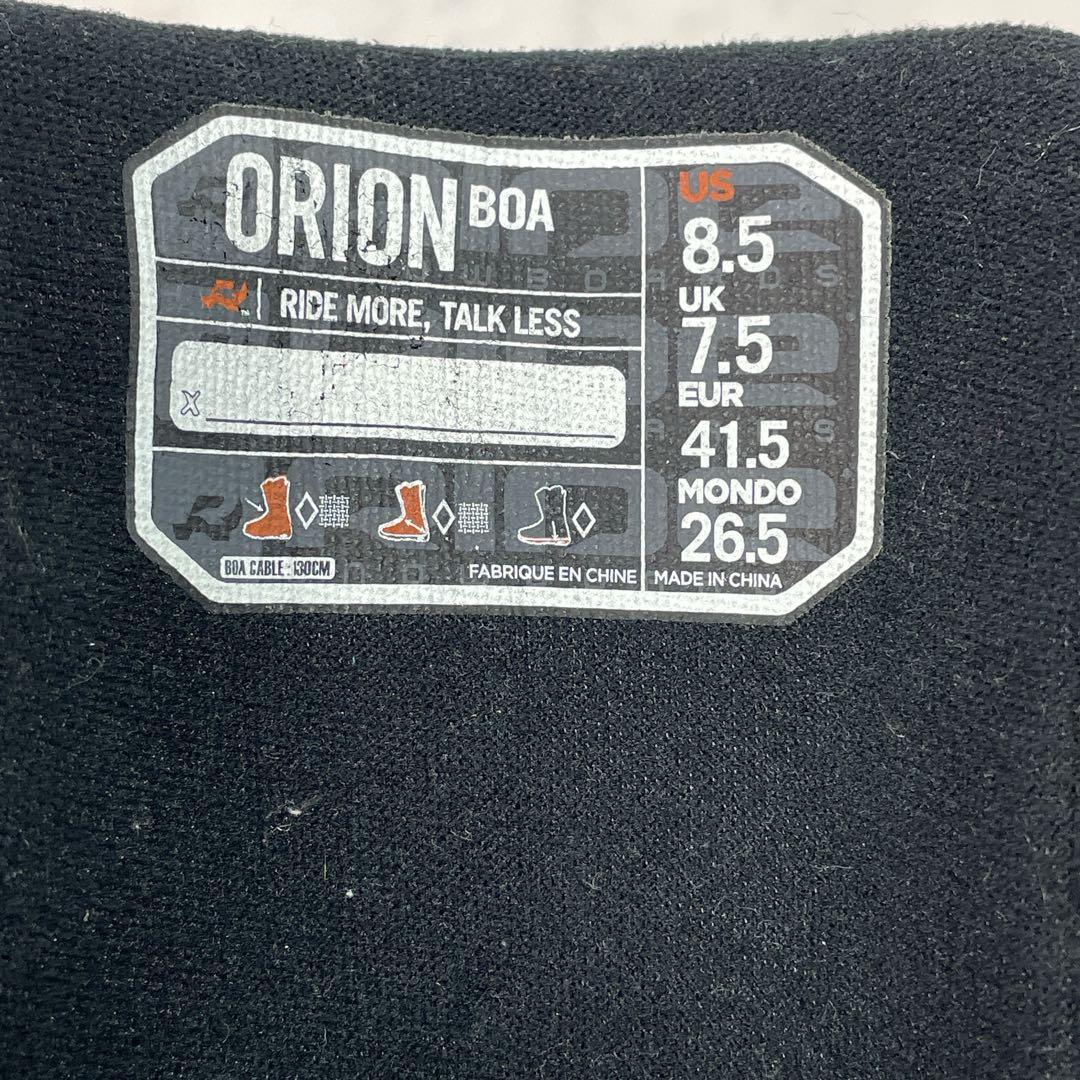 ORION BOA
RIDE MORE, TALK LESS
X
BOA CABLE: 130CM
FABRIQUE EN CHINE
US
8.5
UK
7.5
EUR
41.5
MONDO
26.5
MADE IN CHINA